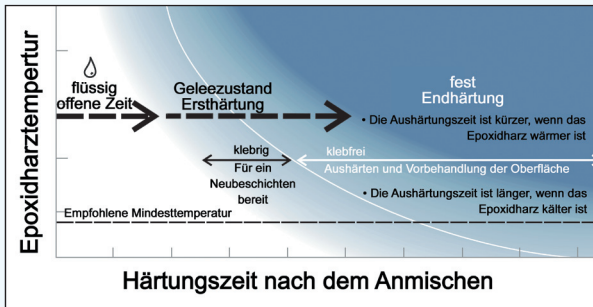 Epoxidharztempertur
flüssig
offene Zeit
Geleezustand
Ersthärtung
fest
Endhärtung
• Die Aushärtungszeit ist kürzer, wenn das
Epoxidharz wärmer ist
klebrig
Für ein
Neubeschichten
bereit
klebfrei
Aushärten und Vorbehandlung der Oberfläche
• Die Aushärtungszeit ist länger, wenn das
Epoxidharz kälter ist
Empfohlene Mindesttemperatur
Härtungszeit nach dem Anmischen